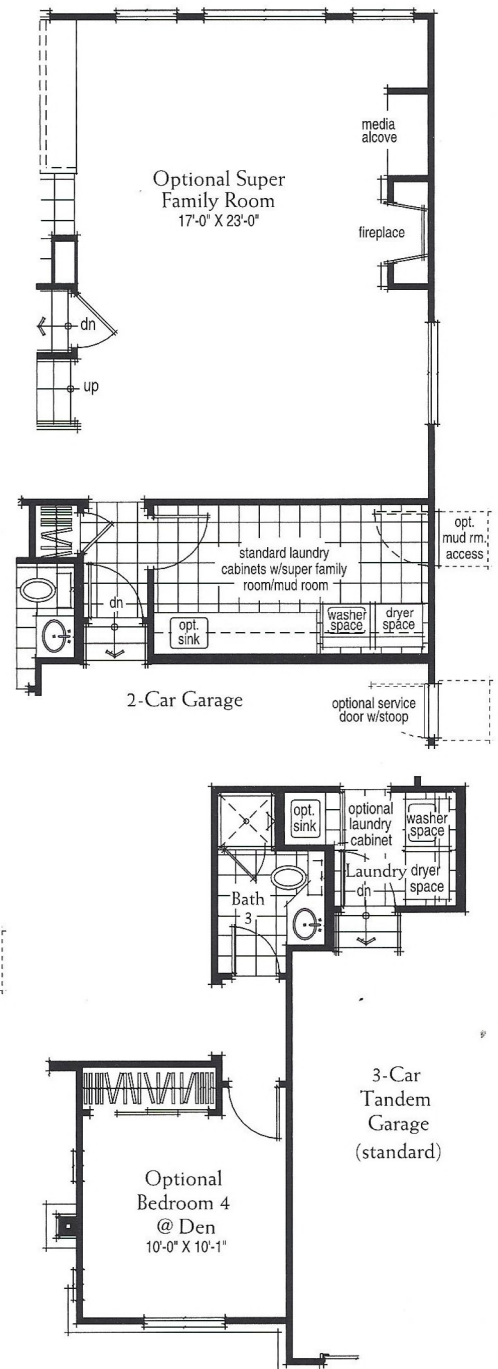 media
alcove
Optional Super
Family Room
17'-0" X 23'-0"
fireplace
dn
up
opt.
mud rm.
access
standard laundry
cabinets w/super family
room/mud room
dn
opt.
sink
washer
space
dryer
space
2-Car Garage
optional service
door w/stoop
opt.
sink
optional
laundry
cabinet
washer
space
Laundry
dn
dryer
space
Bath
3
3-Car
Tandem
Garage
(standard)
Optional
Bedroom 4
@ Den
10'-0" X 10'-1"